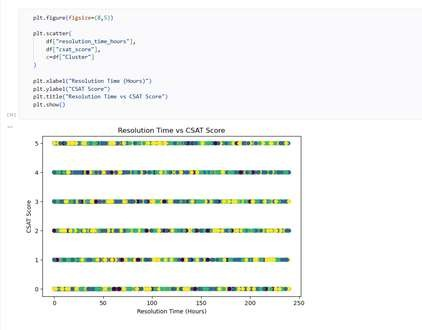 plt.figure(figsize=(8,5))
plt.scatter(
df["resolution_time_hours"],
df["csat_score"],
c=df["Cluster"]
)
plt.xlabel("Resolution Time (Hours)")
plt.ylabel("CSAT Score")
plt.title("Resolution Time vs CSAT Score")
plt.show()
Resolution Time vs CSAT Score
5
4
3
2
1
0
CSAT Score
0 50 100 150 200 250
Resolution Time (Hours)